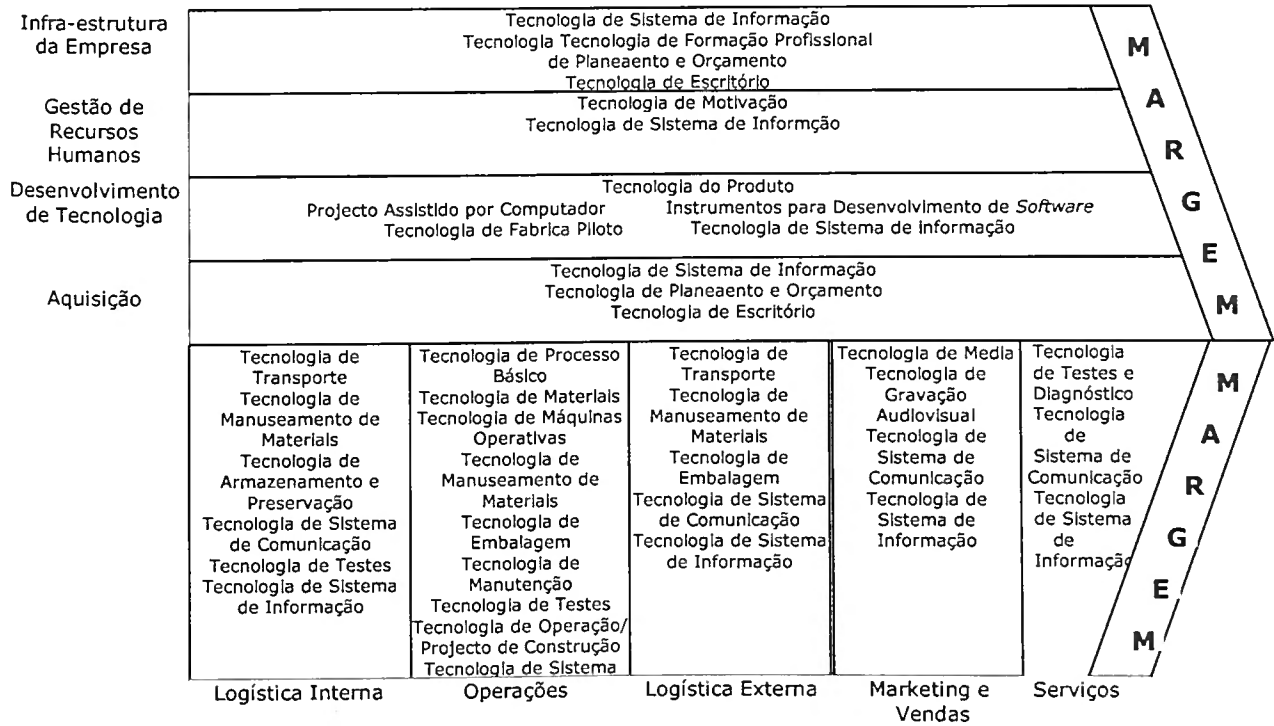 Infra-estrutura
da Empresa
Tecnologia de Sistema de Informação
Tecnologia Tecnologia de Formação Profissional
de Planeaento e Orçamento
Tecnologia de Escritório
Gestão de
Recursos
Humanos
Tecnologia de Motivação
Tecnologia de Sistema de Informção
Desenvolvimento
de Tecnologia
Tecnologia do Produto
Projecto Assistido por Computador Instrumentos para Desenvolvimento de Software
Tecnologia de Fabrica Piloto Tecnologia de Sistema de informação
Aquisição
Tecnologia de Sistema de Informação
Tecnologia de Planeaento e Orçamento
Tecnologia de Escritório
MARGEM
Tecnologia de
Transporte
Tecnologia de
Manuseamento de
Materiais
Tecnologia de
Armazenamento e
Preservação
Tecnologia de Sistema
de Comunicação
Tecnologia de Testes
Tecnologia de Sistema
de Informação
Logística Interna
Tecnologia de Processo
Básico
Tecnologia de Materiais
Tecnologia de Máquinas
Operativas
Tecnologia de
Manuseamento de
Materiais
Tecnologia de
Embalagem
Tecnologia de
Manutenção
Tecnologia de Testes
Tecnologia de Operação/
Projecto de Construção
Tecnologia de Sistema
Operações
Tecnologia de
Transporte
Tecnologia de
Manuseamento de
Materiais
Tecnologia de
Embalagem
Tecnologia de Sistema
de Comunicação
Tecnologia de Sistema
de Informação
Logística Externa
Tecnologia de Media
Tecnologia de
Gravação
Audiovisual
Tecnologia de
Sistema de
Comunicação
Tecnologia de
Sistema de
Informação
Marketing e
Vendas
Tecnologia
de Testes e
Diagnóstico
Tecnologia
de
Sistema de
Comunicação
Tecnologia
de Sistema
de
Informação
Serviços
MARGEM